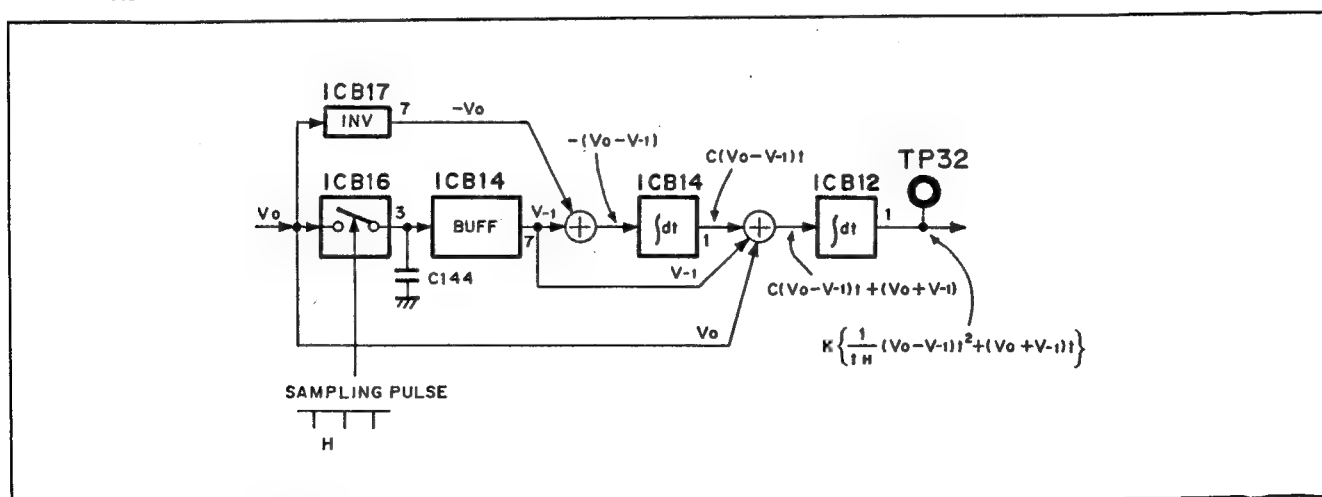 ICB17
INV
7
-Vo
-(Vo-V-1)
C(Vo-V-1)t
TP32
ICB16
ICB14
ICB14
ICB12
Vo
3
BUFF
V-1
7
∫dt
1
∫dt
1
C144
V-1
C(Vo-V-1)t+(Vo+V-1)
Vo
K{1/tH (Vo-V-1)t²+(Vo+V-1)t}
SAMPLING PULSE
H